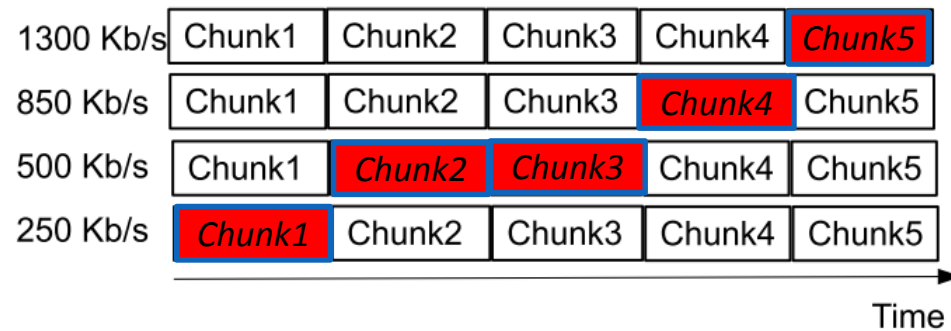 1300 Kb/s Chunk1 Chunk2 Chunk3 Chunk4 Chunk5
850 Kb/s Chunk1 Chunk2 Chunk3 Chunk4 Chunk5
500 Kb/s Chunk1 Chunk2 Chunk3 Chunk4 Chunk5
250 Kb/s Chunk1 Chunk2 Chunk3 Chunk4 Chunk5
Time